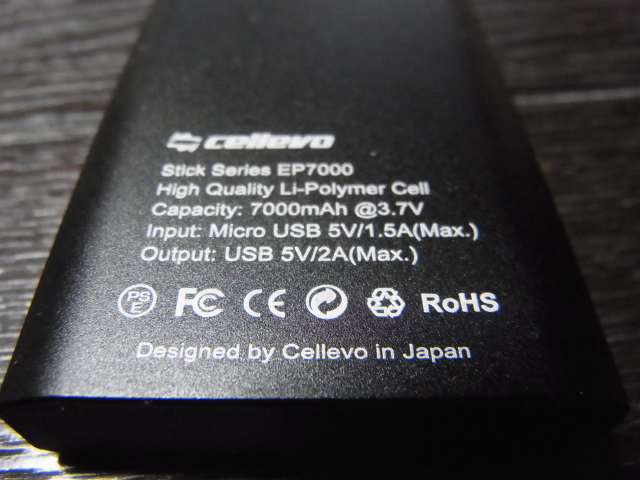 cellevo
Stick Series EP7000
High Quality Li-Polymer Cell
Capacity: 7000mAh @3.7V
Input: Micro USB 5V/1.5A(Max.)
Output: USB 5V/2A(Max.)
PS E FC CE RoHS
Designed by Cellevo in Japan